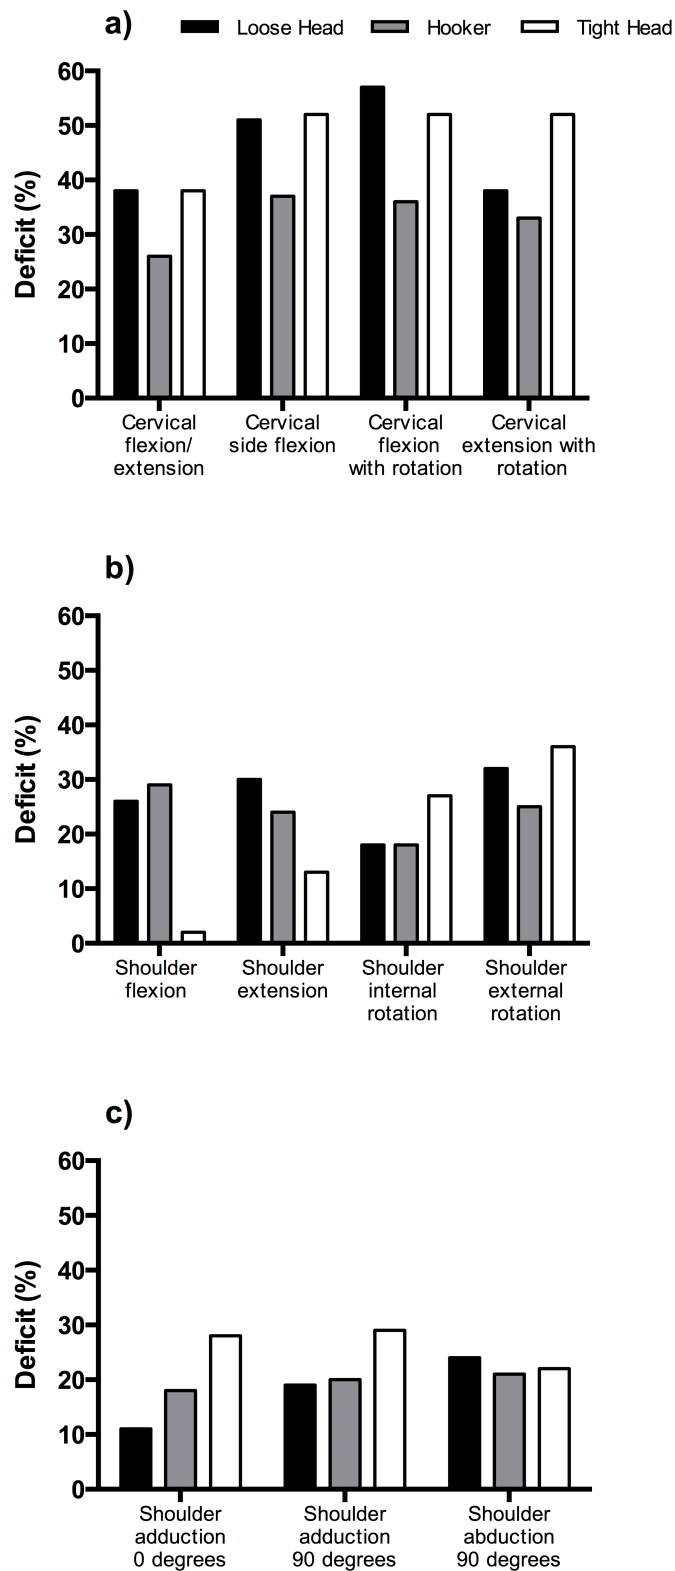 a) Loose Head Hooker Tight Head
60
50
40
30
20
10
0
Deficit (%)
Cervical flexion/ extension
Cervical side flexion
Cervical flexion with rotation
Cervical extension with rotation
b)
60
50
40
30
20
10
0
Deficit (%)
Shoulder flexion
Shoulder extension
Shoulder internal rotation
Shoulder external rotation
c)
60
50
40
30
20
10
0
Deficit (%)
Shoulder adduction 0 degrees
Shoulder adduction 90 degrees
Shoulder abduction 90 degrees